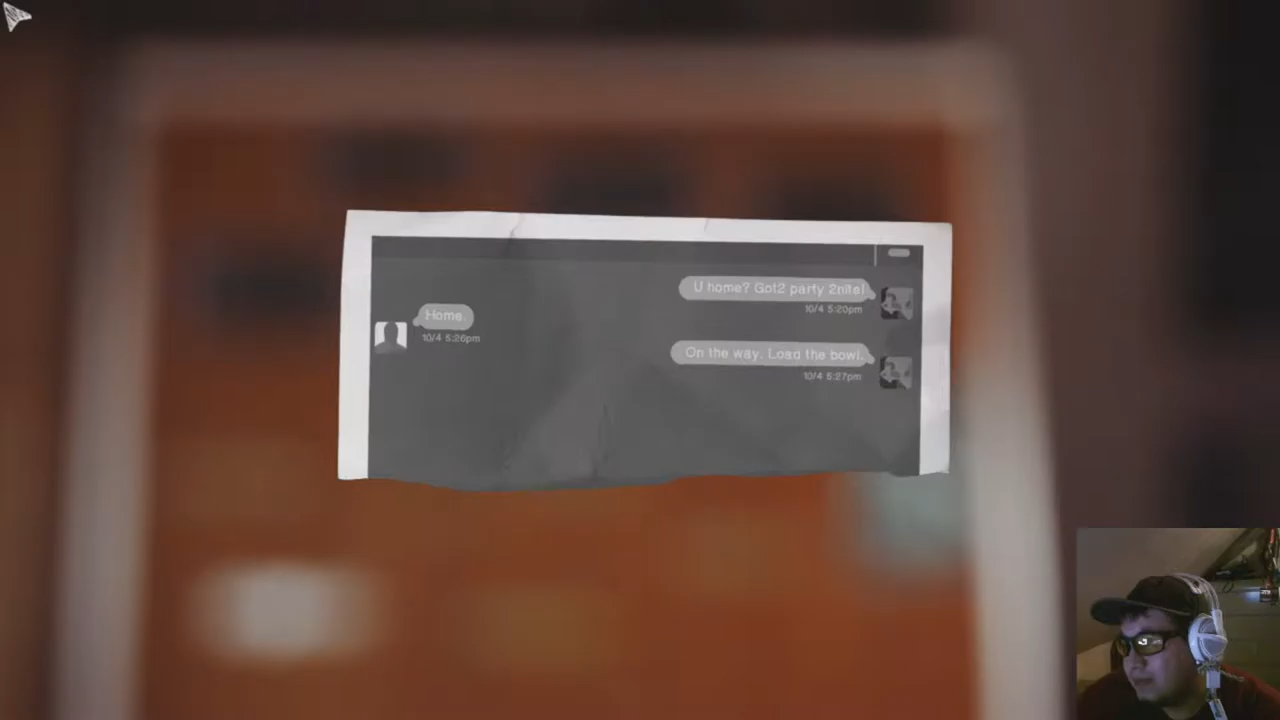 U home? Got2 party 2nite!
10/4 5:20pm
Home.
10/4 5:26pm
On the way. Load the bowl.
10/4 5:27pm